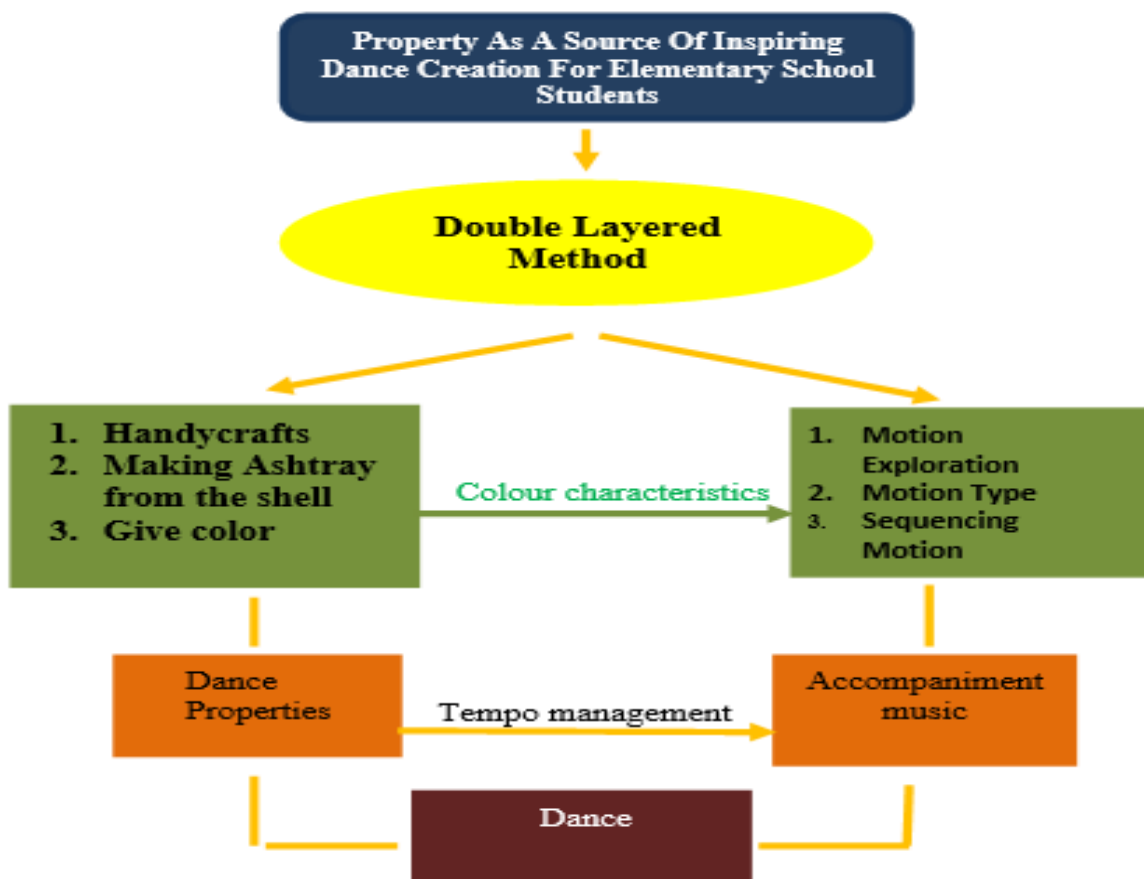 Property As A Source Of Inspiring
Dance Creation For Elementary School
Students
Double Layered
Method
1. Handycrafts
2. Making Ashtray
from the shell
3. Give color
Colour characteristics
1. Motion
Exploration
2. Motion Type
3. Sequencing
Motion
Dance
Properties
Tempo management
Accompaniment
music
Dance